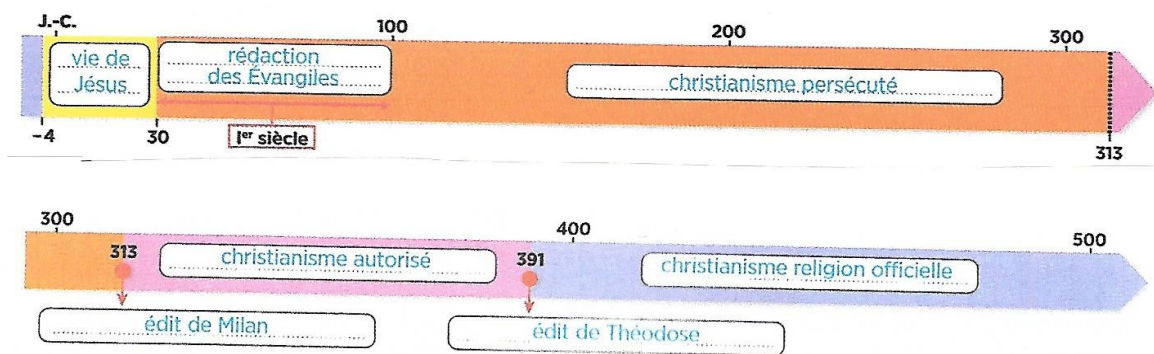 J.-C.
100
200
300
vie de
Jésus
rédaction
des Évangiles
christianisme persécuté
-4
30
Iᵉʳ siècle
313
300
400
500
313
christianisme autorisé
391
christianisme religion officielle
édit de Milan
édit de Théodose